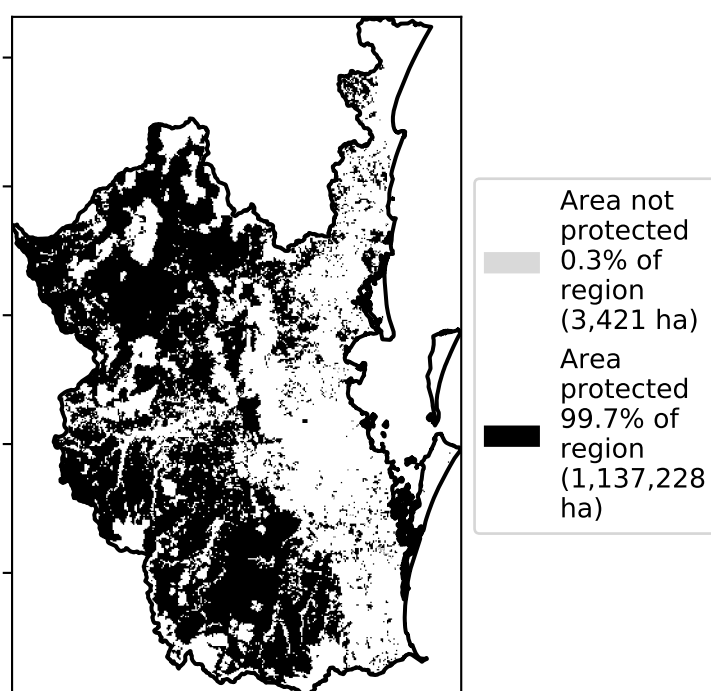 Area not
protected
0.3% of
region
(3,421 ha)
Area
protected
99.7% of
region
(1,137,228
ha)